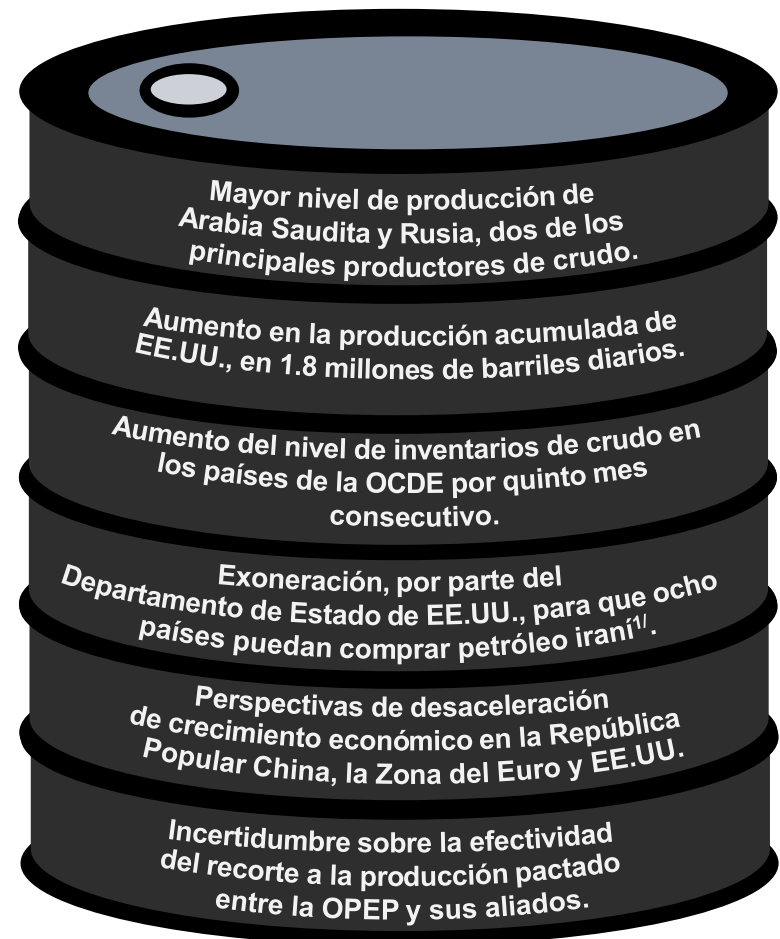 Mayor nivel de producción de
Arabia Saudita y Rusia, dos de los
principales productores de crudo.
Aumento en la producción acumulada de
EE.UU., en 1.8 millones de barriles diarios.
Aumento del nivel de inventarios de crudo en
los países de la OCDE por quinto mes
consecutivo.
Exoneración, por parte del
Departamento de Estado de EE.UU., para que ocho
países puedan comprar petróleo iraní¹/.
Perspectivas de desaceleración
de crecimiento económico en la República
Popular China, la Zona del Euro y EE.UU.
Incertidumbre sobre la efectividad
del recorte a la producción pactado
entre la OPEP y sus aliados.